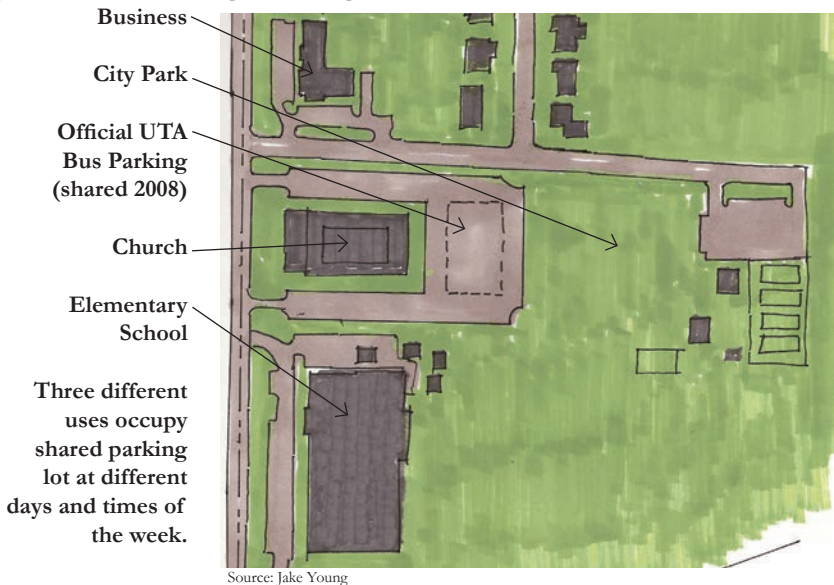 Business
City Park
Official UTA
Bus Parking
(shared 2008)
Church
Elementary
School
Three different
uses occupy
shared parking
lot at different
days and times of
the week.
Source: Jake Young